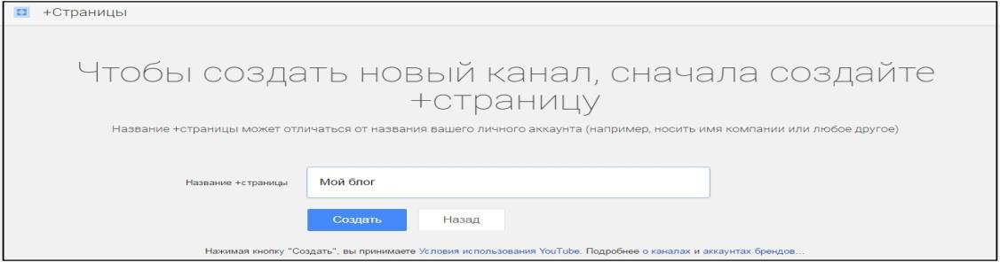 +Страницы
Чтобы создать новый канал, сначала создайте
+страницу
Название +страницы может отличаться от названия вашего личного аккаунта (например, носить имя компании или любое другое)
Название +страницы Мой блог
Создать Назад
Нажимая кнопку "Создать", вы принимаете Условия использования YouTube. Подробнее о каналах и аккаунтах брендов...